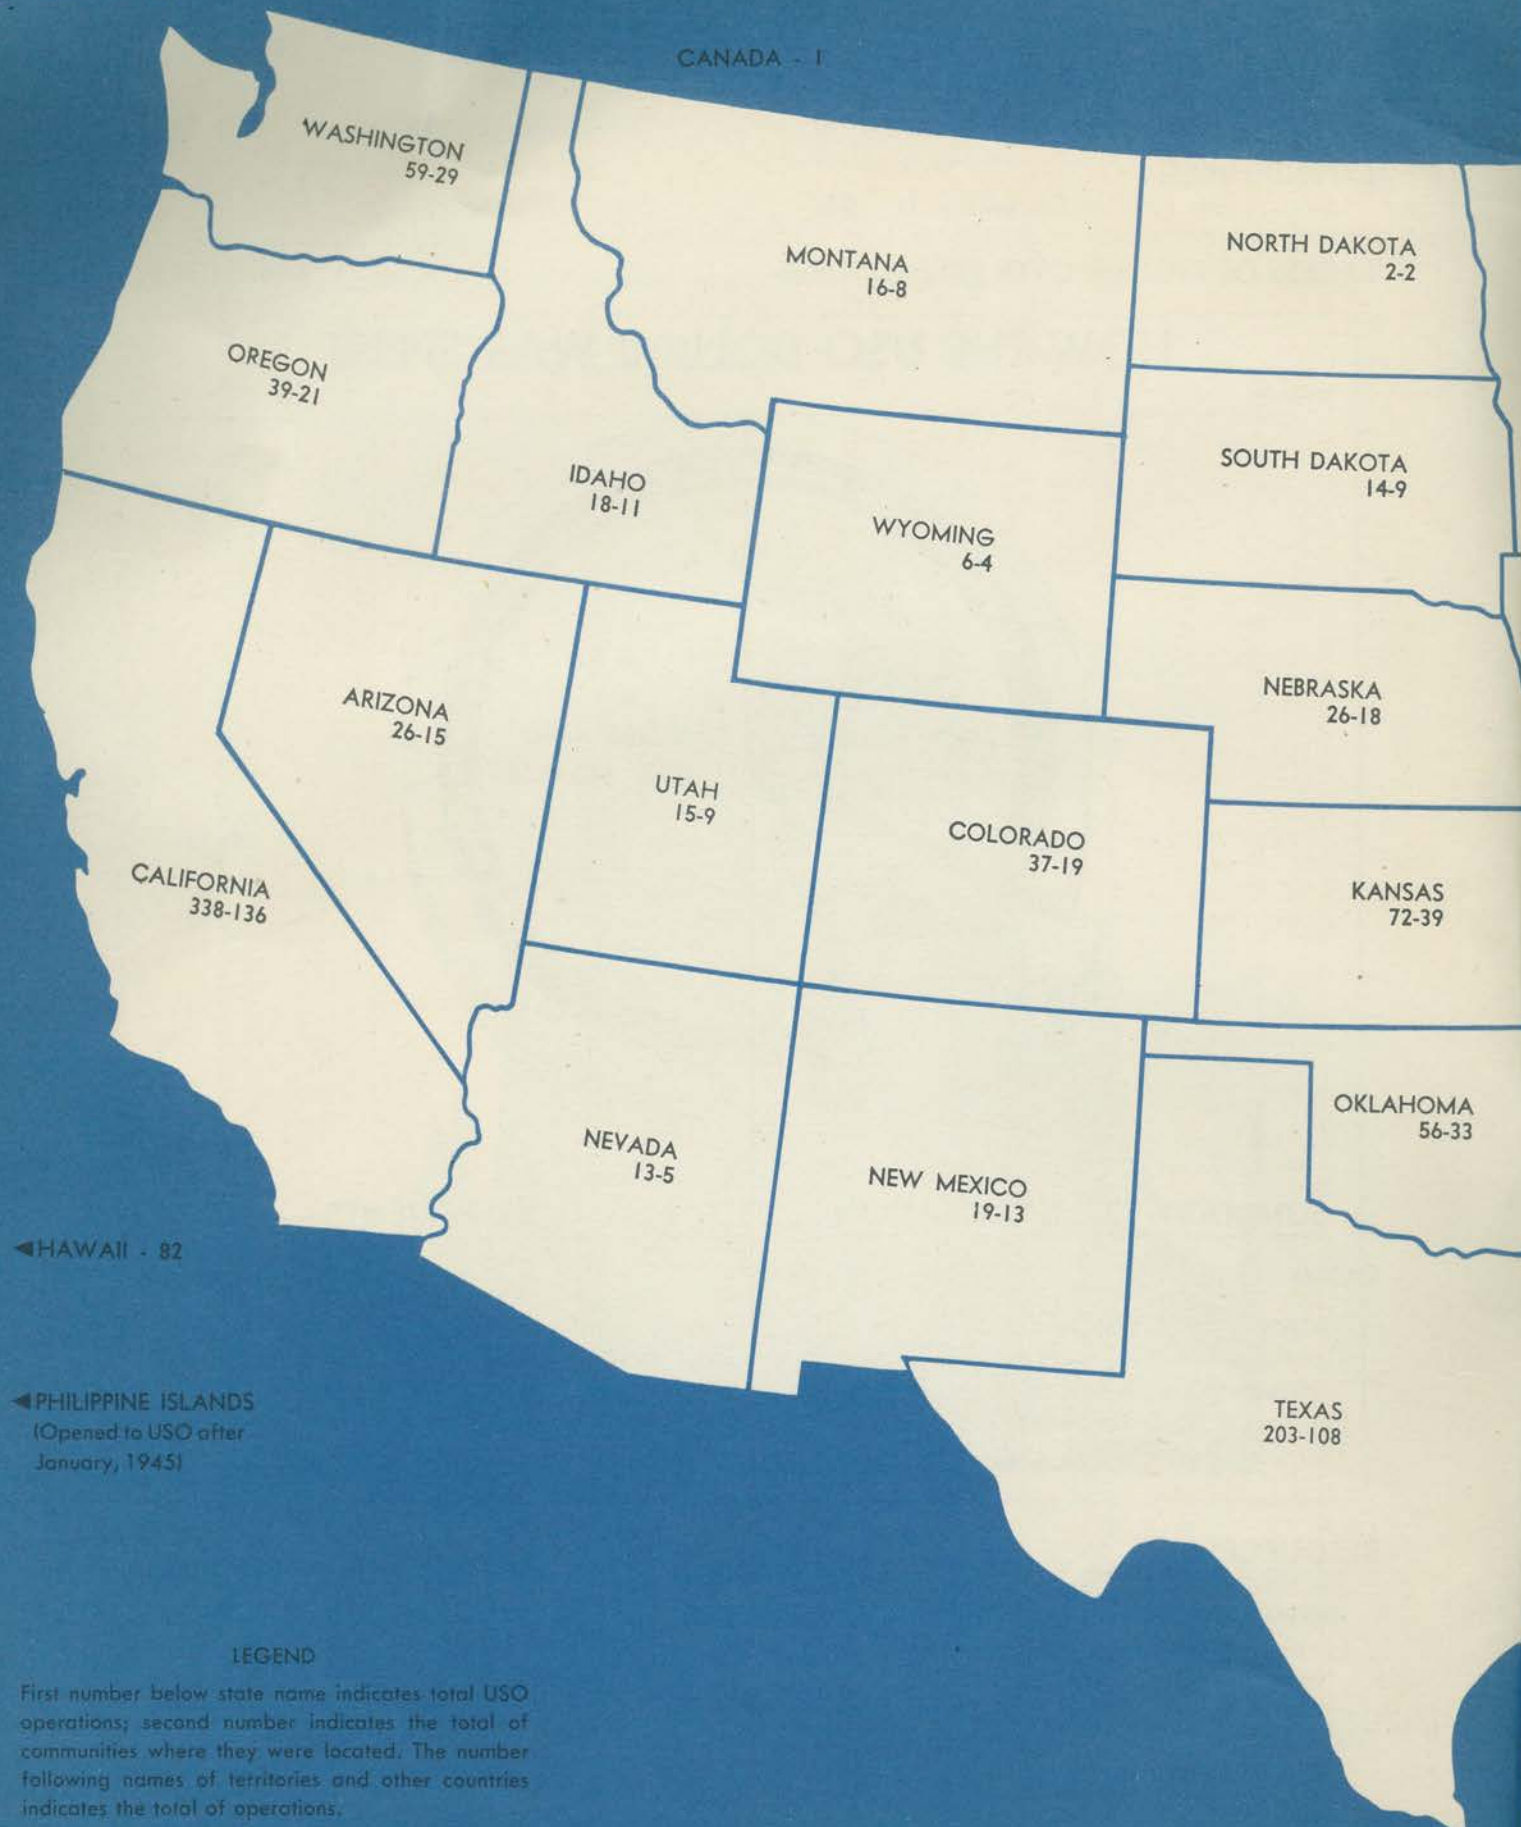 CANADA - 1
WASHINGTON
59-29
MONTANA
16-8
NORTH DAKOTA
2-2
OREGON
39-21
IDAHO
18-11
WYOMING
6-4
SOUTH DAKOTA
14-9
ARIZONA
26-15
NEBRASKA
26-18
UTAH
15-9
COLORADO
37-19
CALIFORNIA
338-136
KANSAS
72-39
NEVADA
13-5
NEW MEXICO
19-13
OKLAHOMA
56-33
◄HAWAII - 82
◄PHILIPPINE ISLANDS
(Opened to USO after
January, 1945)
TEXAS
203-108
LEGEND
First number below state name indicates total USO
operations; second number indicates the total of
communities where they were located. The number
following names of territories and other countries
indicates the total of operations.